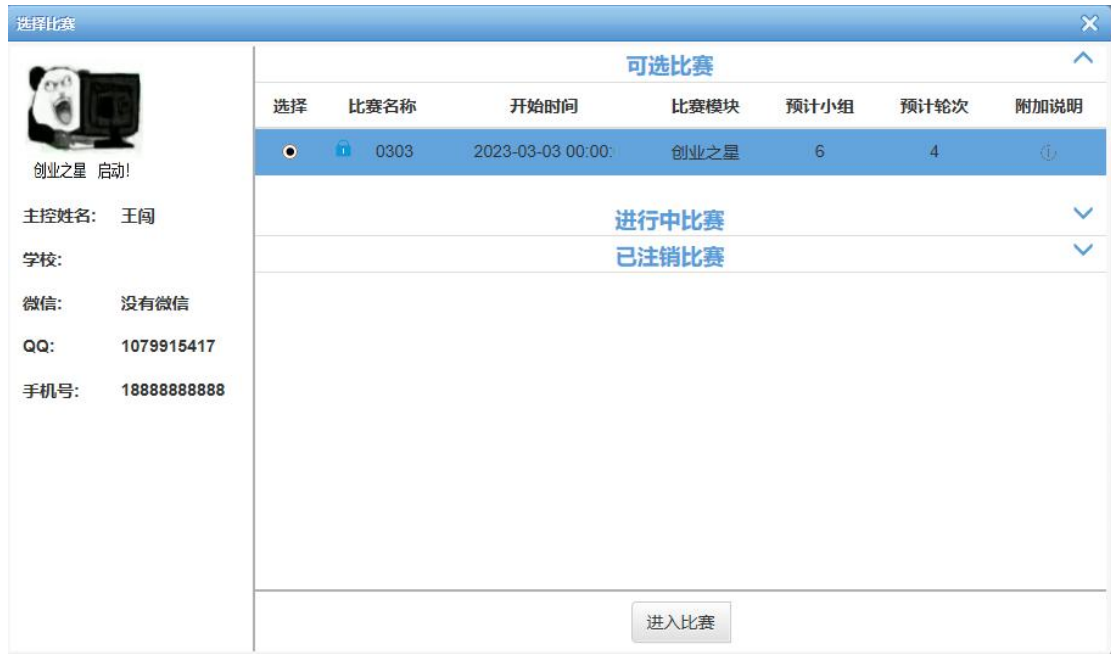 选择比赛
创业之星 启动!
主控姓名: 王闯
学校:
微信: 没有微信
QQ: 1079915417
手机号: 18888888888
可选比赛
选择 比赛名称 开始时间 比赛模块 预计小组 预计轮次 附加说明
0303 2023-03-03 00:00: 创业之星 6 4
进行中比赛
已注销比赛
进入比赛